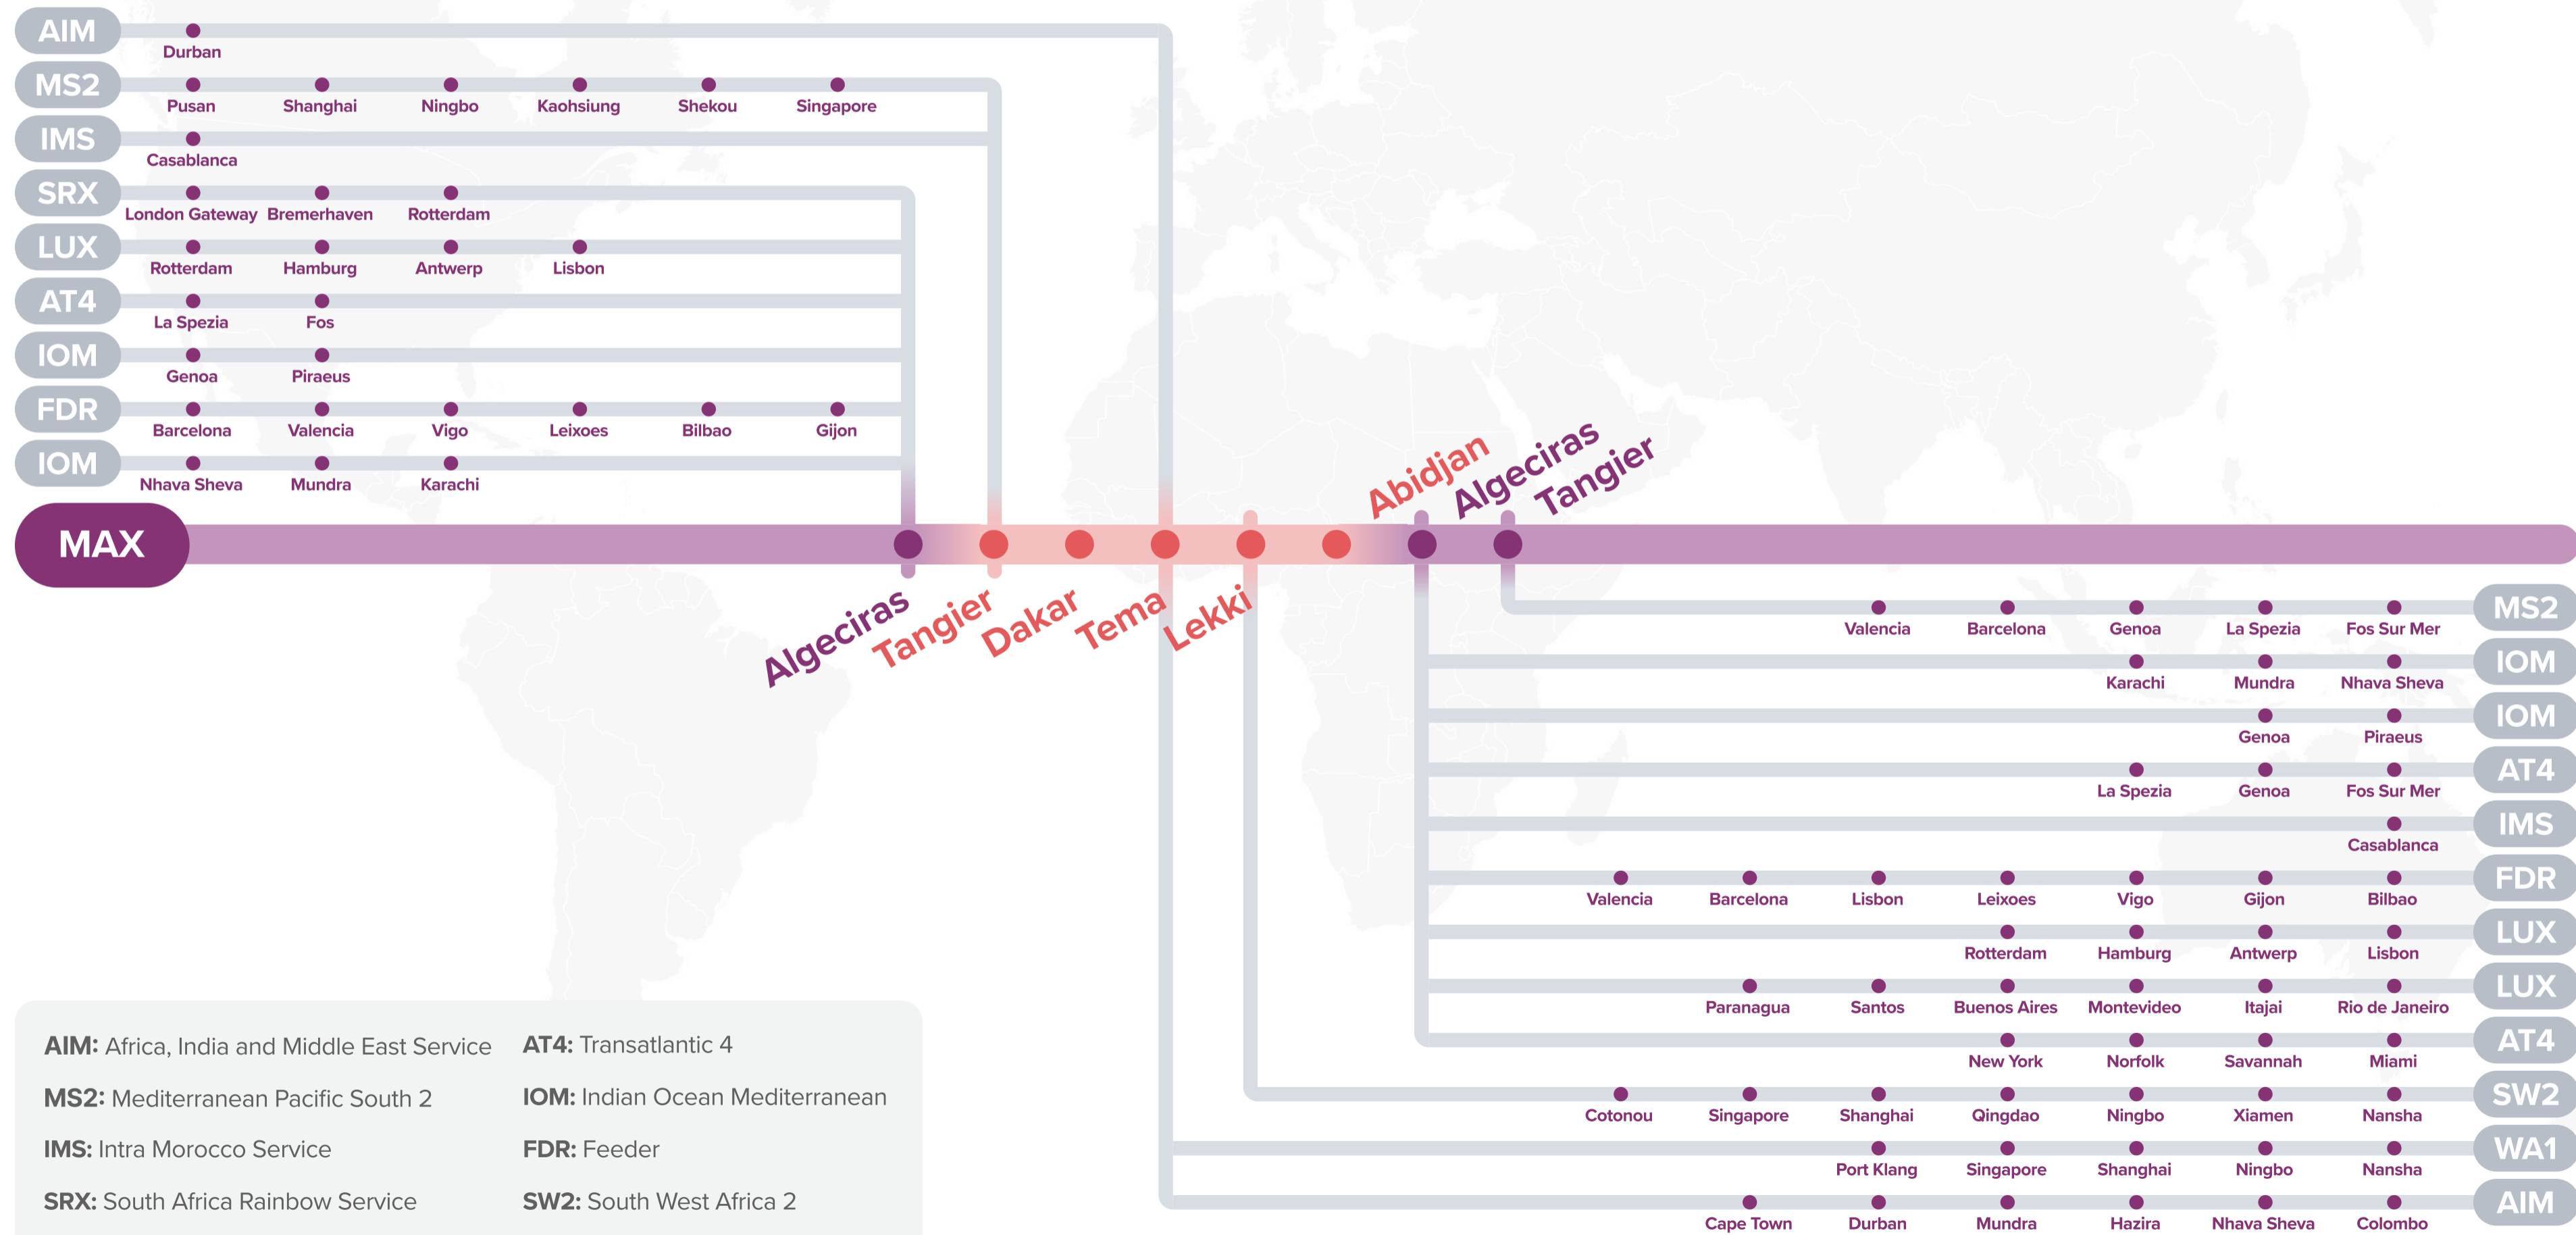 AIM
Durban
MS2
Pusan Shanghai Ningbo Kaohsiung Shekou Singapore
IMS
Casablanca
SRX
London Gateway Bremerhaven Rotterdam
LUX
Rotterdam Hamburg Antwerp Lisbon
AT4
La Spezia Fos
IOM
Genoa Piraeus
FDR
Barcelona Valencia Vigo Leixoes Bilbao Gijon
IOM
Nhava Sheva Mundra Karachi
MAX
Algeciras
Tangier
Dakar
Tema
Lekki
Abidjan
Algeciras
Tangier
MS2
Valencia Barcelona Genoa La Spezia Fos Sur Mer
IOM
Karachi Mundra Nhava Sheva
IOM
Genoa Piraeus
AT4
La Spezia Genoa Fos Sur Mer
IMS
Casablanca
FDR
Valencia Barcelona Lisbon Leixoes Vigo Gijon Bilbao
LUX
Rotterdam Hamburg Antwerp Lisbon
LUX
Paranagua Santos Buenos Aires Montevideo Itajai Rio de Janeiro
AT4
New York Norfolk Savannah Miami
SW2
Cotonou Singapore Shanghai Qingdao Ningbo Xiamen Nansha
WA1
Port Klang Singapore Shanghai Ningbo Nansha
AIM
Cape Town Durban Mundra Hazira Nhava Sheva Colombo
AIM: Africa, India and Middle East Service
MS2: Mediterranean Pacific South 2
IMS: Intra Morocco Service
SRX: South Africa Rainbow Service
AT4: Transatlantic 4
IOM: Indian Ocean Mediterranean
FDR: Feeder
SW2: South West Africa 2